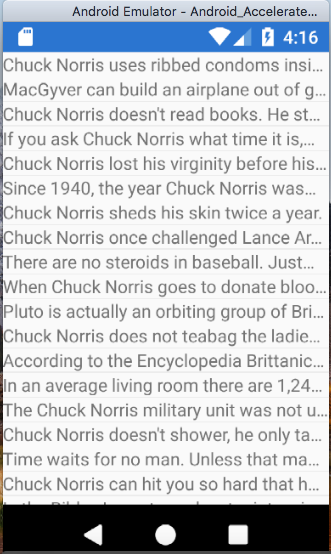 Android Emulator - Android_Accelerate...
4:16
Chuck Norris uses ribbed condoms insi...
MacGyver can build an airplane out of g...
Chuck Norris doesn't read books. He st...
If you ask Chuck Norris what time it is,...
Chuck Norris lost his virginity before his...
Since 1940, the year Chuck Norris was...
Chuck Norris sheds his skin twice a year.
Chuck Norris once challenged Lance Ar...
There are no steroids in baseball. Just...
When Chuck Norris goes to donate bloo...
Pluto is actually an orbiting group of Bri...
Chuck Norris does not teabag the ladie...
According to the Encyclopedia Brittanic...
In an average living room there are 1,24...
The Chuck Norris military unit was not u...
Chuck Norris doesn't shower, he only ta...
Time waits for no man. Unless that ma...
Chuck Norris can hit you so hard that h...